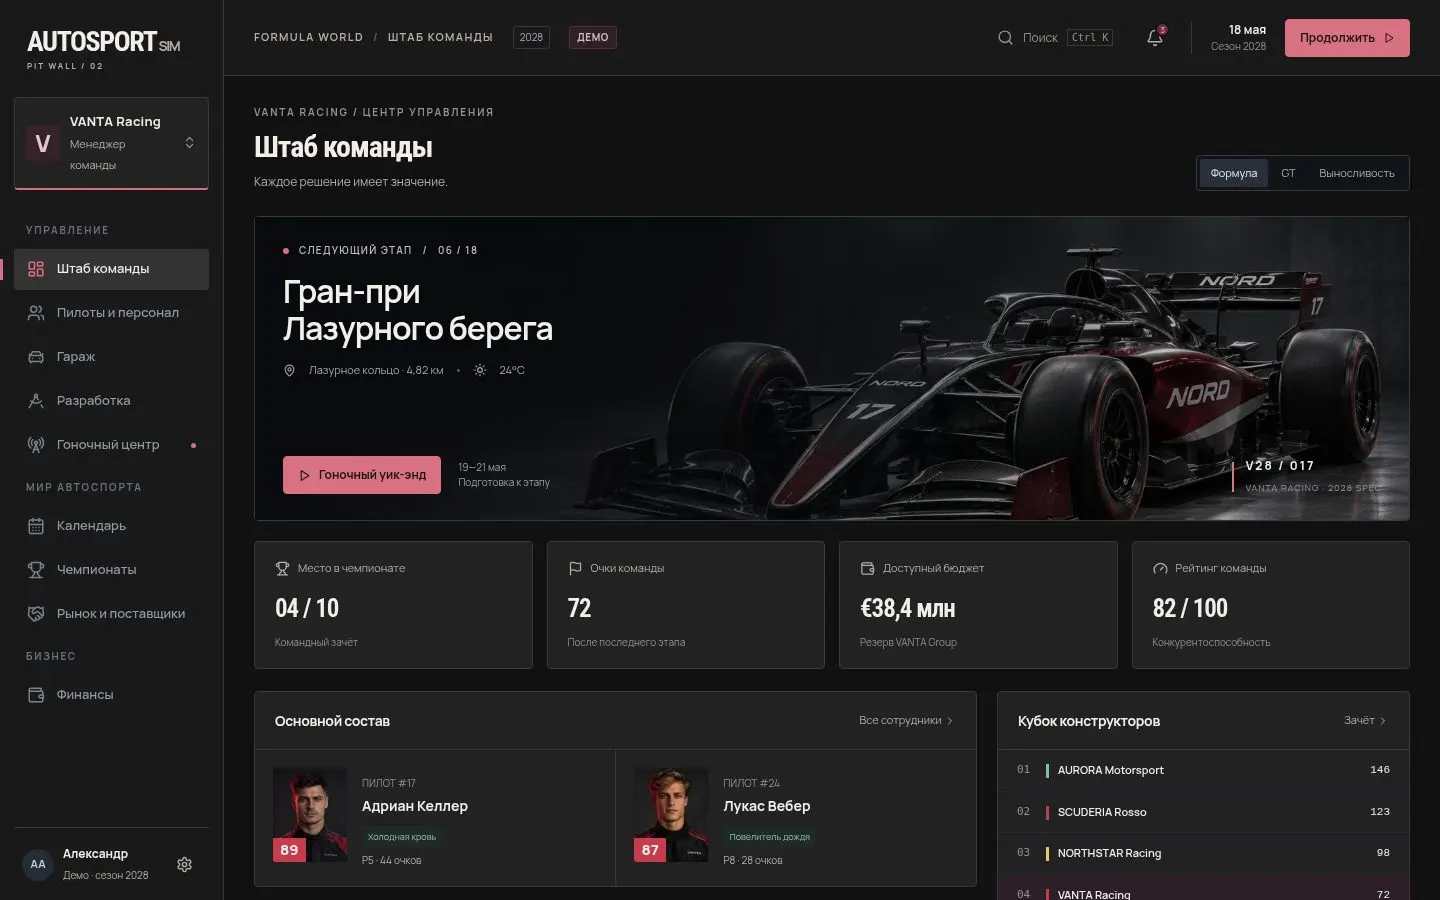 AUTOSPORT SIM
PIT WALL / 02
V
VANTA Racing
Менеджер
команды
УПРАВЛЕНИЕ
Штаб команды
Пилоты и персонал
Гараж
Разработка
Гоночный центр
МИР АВТОСПОРТА
Календарь
Чемпионаты
Рынок и поставщики
БИЗНЕС
Финансы
AA
Александр
Демо · сезон 2028
FORMULA WORLD / ШТАБ КОМАНДЫ 2028 ДЕМО
Поиск Ctrl K
3
18 мая
Сезон 2028
Продолжить
VANTA RACING / ЦЕНТР УПРАВЛЕНИЯ
Штаб команды
Каждое решение имеет значение.
Формула GT Выносливость
СЛЕДУЮЩИЙ ЭТАП / 06 / 18
Гран-при
Лазурного берега
Лазурное кольцо · 4,82 км • 24°C
Гоночный уик-энд
19—21 мая
Подготовка к этапу
NORD
17
NORD
17
NORD
V28 / 017
VANTA RACING · 2028 SPEC
Место в чемпионате
04 / 10
Командный зачёт
Очки команды
72
После последнего этапа
Доступный бюджет
€38,4 млн
Резерв VANTA Group
Рейтинг команды
82 / 100
Конкурентоспособность
Основной состав
Все сотрудники
ПИЛОТ #17
Адриан Келлер
Холодная кровь
P5 · 44 очков
89
ПИЛОТ #24
Лукас Вебер
Повелитель дождя
P8 · 28 очков
87
Кубок конструкторов
Зачёт
01 AURORA Motorsport 146
02 SCUDERIA Rosso 123
03 NORTHSTAR Racing 98
04 VANTA Racing 72